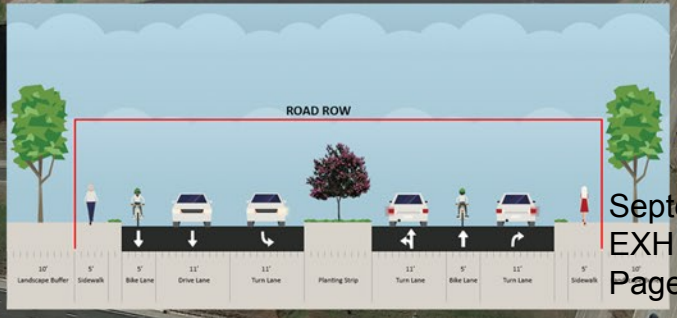 ROAD ROW
Septe
EXH
Page
10' 5' 5' 11' 11' 11' 5' 11' 5'
Landscape Buffer Sidewalk Bike Lane Drive Lane Turn Lane Planting Strip Turn Lane Bike Lane Turn Lane Sidewalk